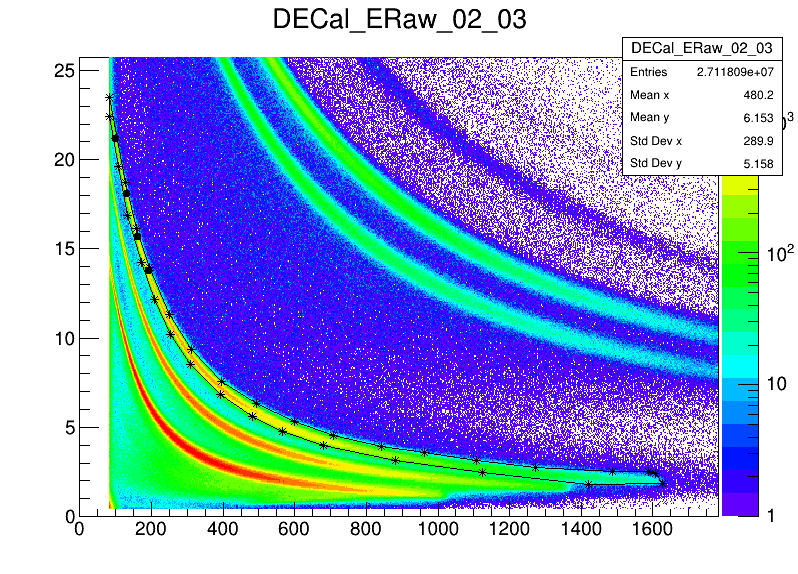 DECal_ERaw_02_03
DECal_ERaw_02_03
Entries 2.711809e+07
Mean x 480.2
Mean y 6.153
Std Dev x 289.9
Std Dev y 5.158
25
20
15
10
5
0
0 200 400 600 800 1000 1200 1400 1600
10²
10
1